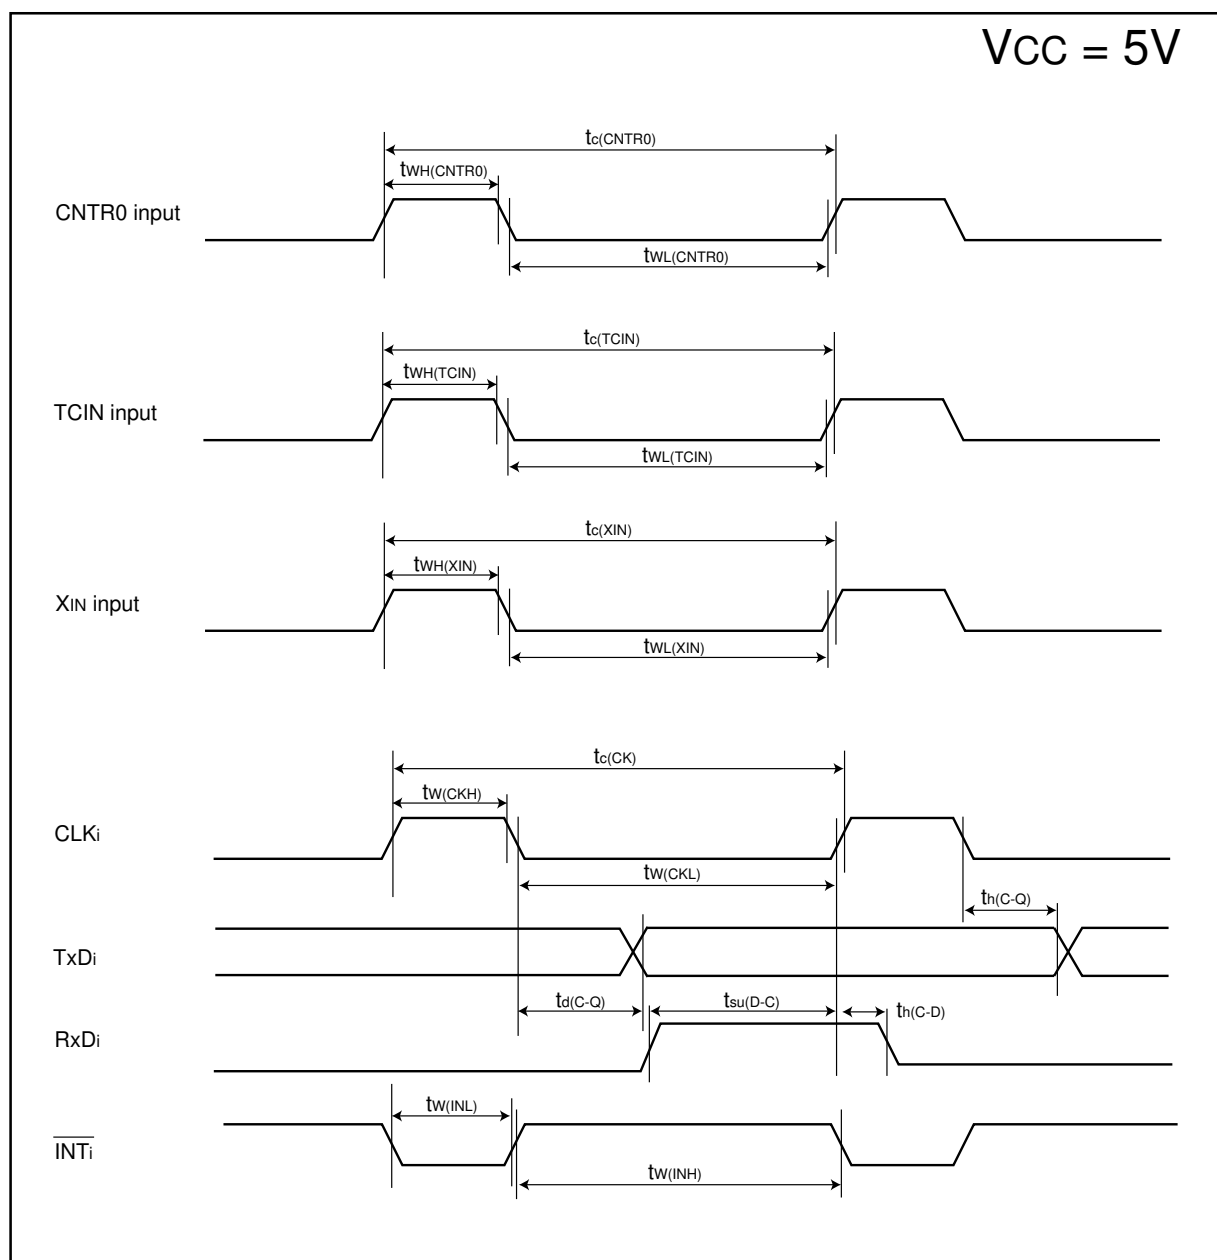 VCC = 5V
tc(CNTR0)
tWH(CNTR0)
CNTR0 input
tWL(CNTR0)
tc(TCIN)
tWH(TCIN)
TCIN input
tWL(TCIN)
tc(XIN)
tWH(XIN)
XIN input
tWL(XIN)
tc(CK)
tW(CKH)
CLKi
tW(CKL)
th(C-Q)
TxDi
td(C-Q)
tsu(D-C)
th(C-D)
RxDi
tW(INL)
INTi
tW(INH)